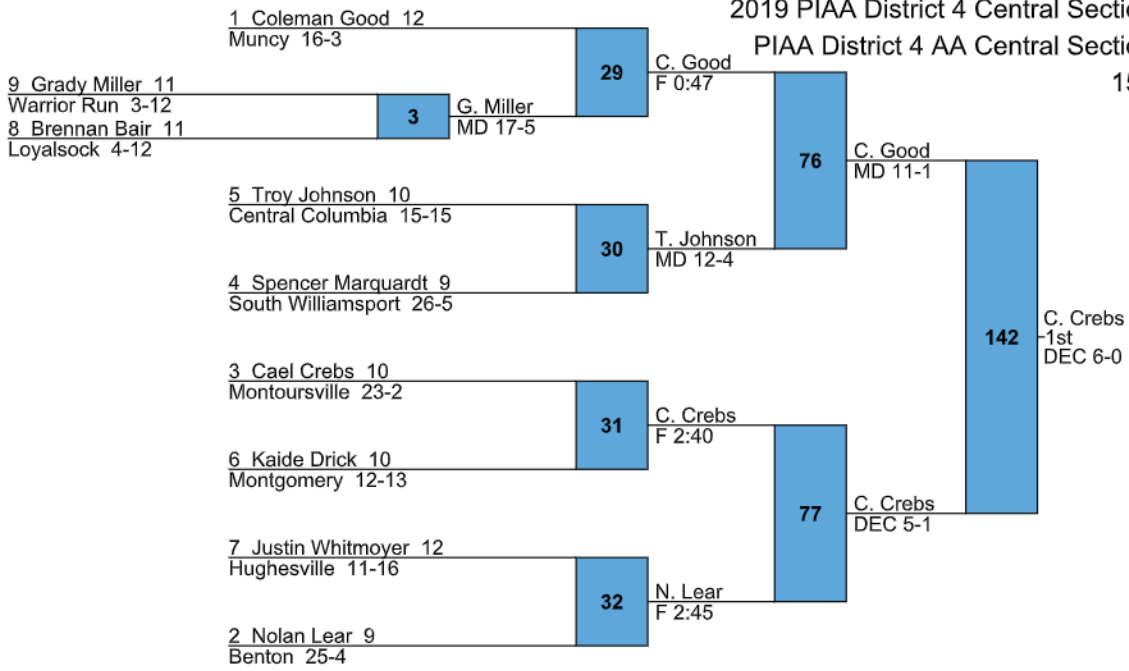 2019 PIAA District 4 Central Sectio
PIAA District 4 AA Central Sectio
15
1 Coleman Good 12
Muncy 16-3
9 Grady Miller 11
Warrior Run 3-12
8 Brennan Bair 11
Loyalsock 4-12
3
G. Miller
MD 17-5
29
C. Good
F 0:47
5 Troy Johnson 10
Central Columbia 15-15
4 Spencer Marquardt 9
South Williamsport 26-5
30
T. Johnson
MD 12-4
76
C. Good
MD 11-1
3 Cael Crebs 10
Montoursville 23-2
6 Kaide Drick 10
Montgomery 12-13
31
C. Crebs
F 2:40
7 Justin Whitmoyer 12
Hughesville 11-16
2 Nolan Lear 9
Benton 25-4
32
N. Lear
F 2:45
77
C. Crebs
DEC 5-1
142
C. Crebs
1st
DEC 6-0